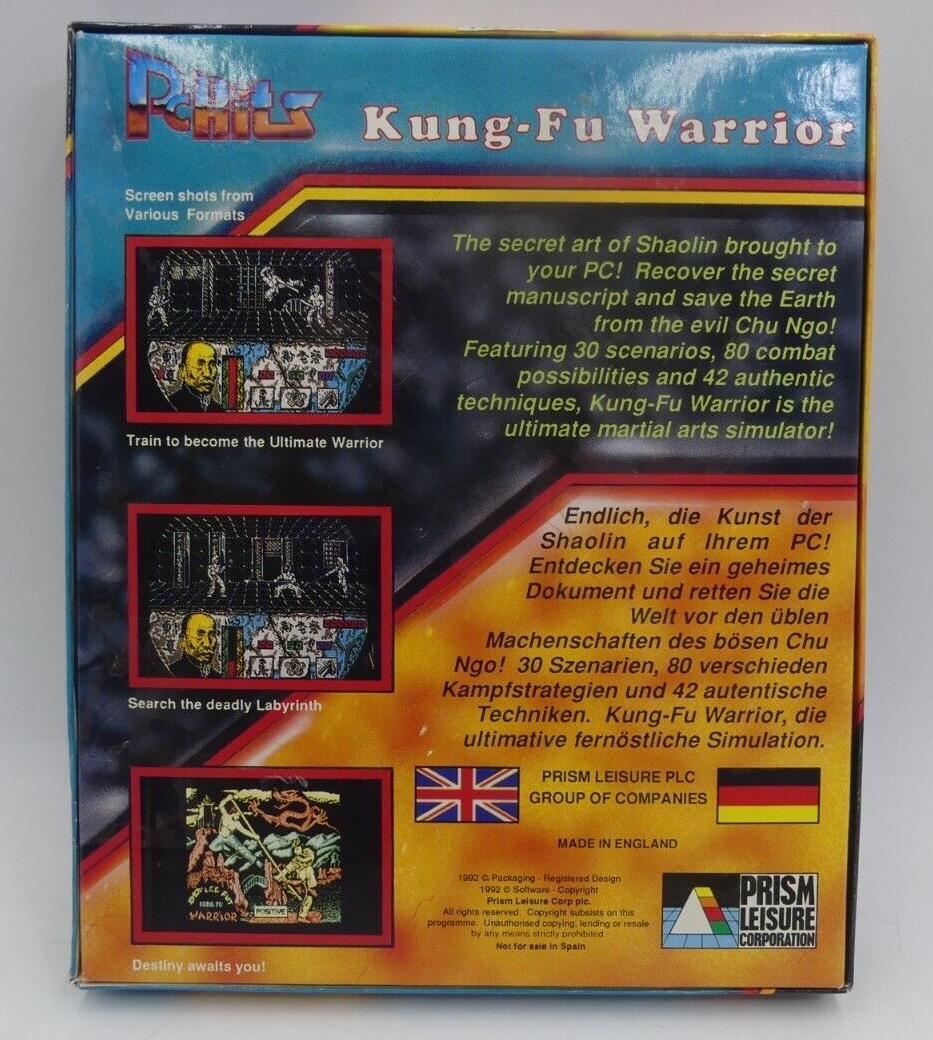 PcHits
Kung-Fu Warrior
Screen shots from
Various Formats
The secret art of Shaolin brought to
your PC! Recover the secret
manuscript and save the Earth
from the evil Chu Ngo!
Featuring 30 scenarios, 80 combat
possibilities and 42 authentic
techniques, Kung-Fu Warrior is the
ultimate martial arts simulator!
Train to become the Ultimate Warrior
Endlich, die Kunst der
Shaolin auf Ihrem PC!
Entdecken Sie ein geheimes
Dokument und retten Sie die
Welt vor den üblen
Machenschaften des bösen Chu
Ngo! 30 Szenarien, 80 verschieden
Kampfstrategien und 42 autentische
Techniken. Kung-Fu Warrior, die
ultimative fernöstliche Simulation.
Search the deadly Labyrinth
PRISM LEISURE PLC
GROUP OF COMPANIES
MADE IN ENGLAND
1992 © Packaging - Registered Design
1992 © Software - Copyright
Prism Leisure Corp plc.
All rights reserved. Copyright subsists on this
programme. Unauthorised copying, lending or resale
by any means strictly prohibited.
Not for sale in Spain
PRISM
LEISURE
CORPORATION
KUNG FU
WARRIOR
POSITIVE
Destiny awaits you!